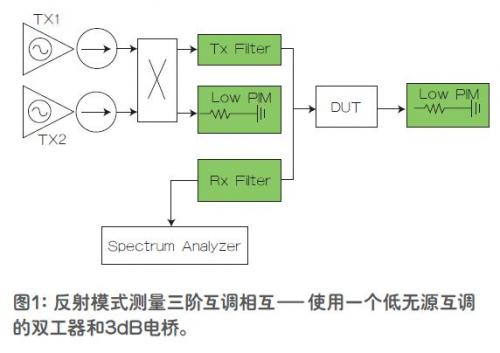 TX1
Tx Filter
Low PIM
TX2
Low PIM
DUT
Rx Filter
Spectrum Analyzer
图1: 反射模式测量三阶互调相互── 使用一个低无源互调
的双工器和3dB电桥。